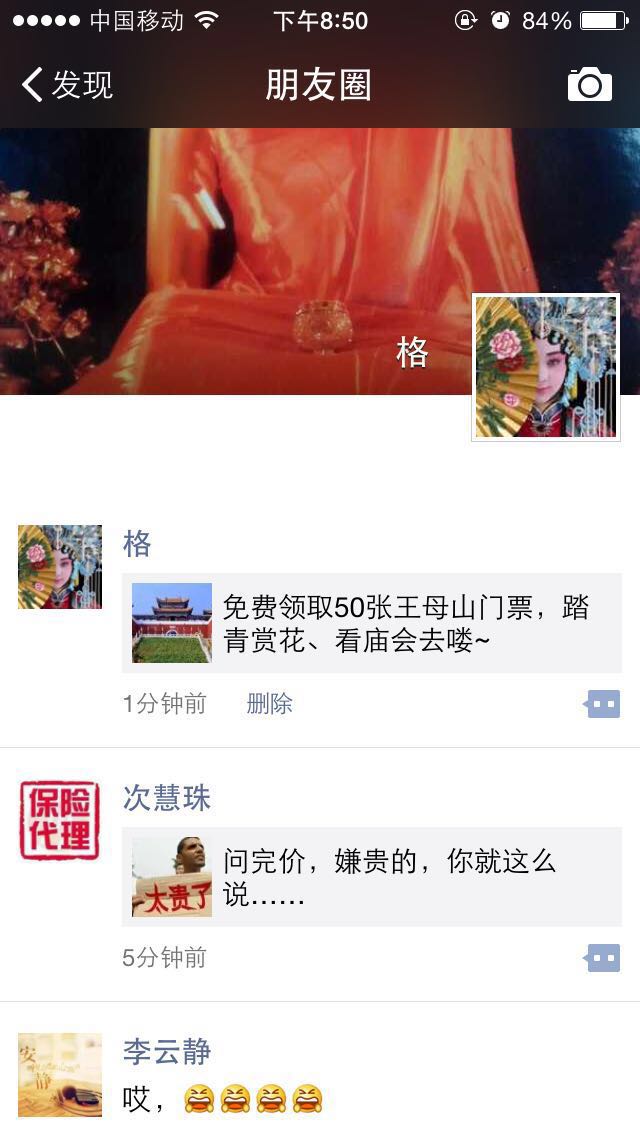 中国移动 下午8:50 84%
发现 朋友圈
格
格
免费领取50张王母山门票，踏
青赏花、看庙会去喽~
1分钟前 删除
保险
代理
次慧珠
太贵了
问完价，嫌贵的，你就这么
说……
5分钟前
李云静
安
静
哎，😂😂😂😂